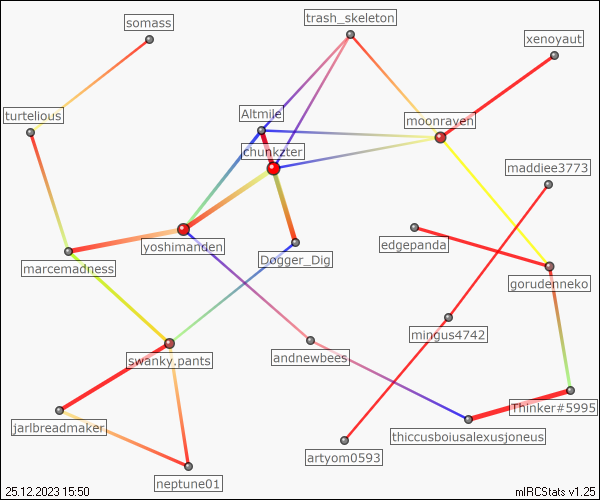 somass
trash_skeleton
xenoyaut
turtelious
Altmile
moonraven
chunkzter
maddiee3773
yoshimanden
edgepanda
marcemadness
Dogger_Dig
gorudenneko
mingus4742
swanky.pants
andnewbees
Thinker#5995
jarlbreadmaker
thiccusboiusalexusjoneus
artyom0593
neptune01
25.12.2023 15:50
mIRCStats v1.25